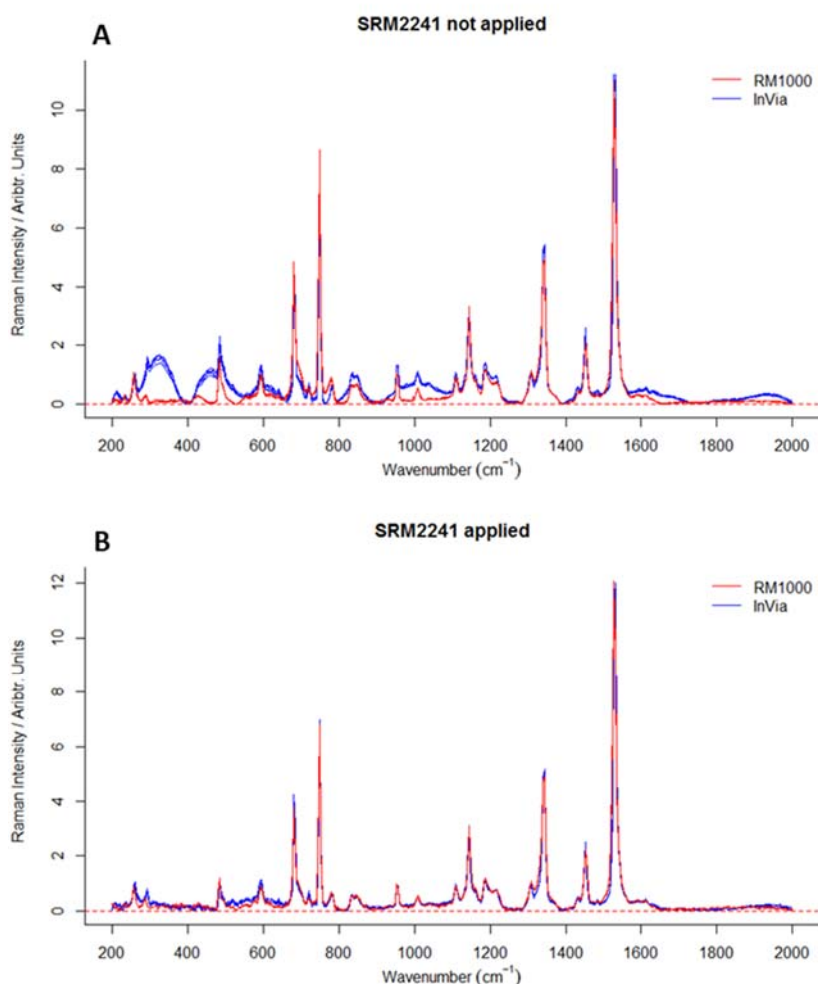 A
SRM2241 not applied
RM1000
InVia
Raman Intensity / Aribtr. Units
0 2 4 6 8 10
200 400 600 800 1000 1200 1400 1600 1800 2000
Wavenumber (cm⁻¹)
B
SRM2241 applied
RM1000
InVia
Raman Intensity / Aribtr. Units
0 2 4 6 8 10 12
200 400 600 800 1000 1200 1400 1600 1800 2000
Wavenumber (cm⁻¹)